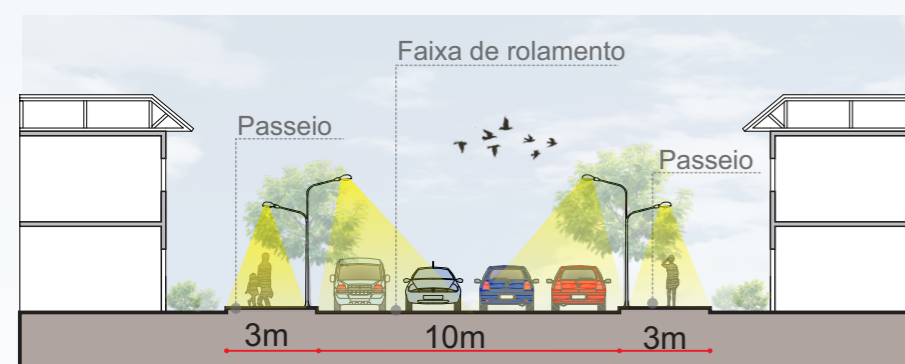 Faixa de rolamento
Passeio
Passeio
3m
10m
3m